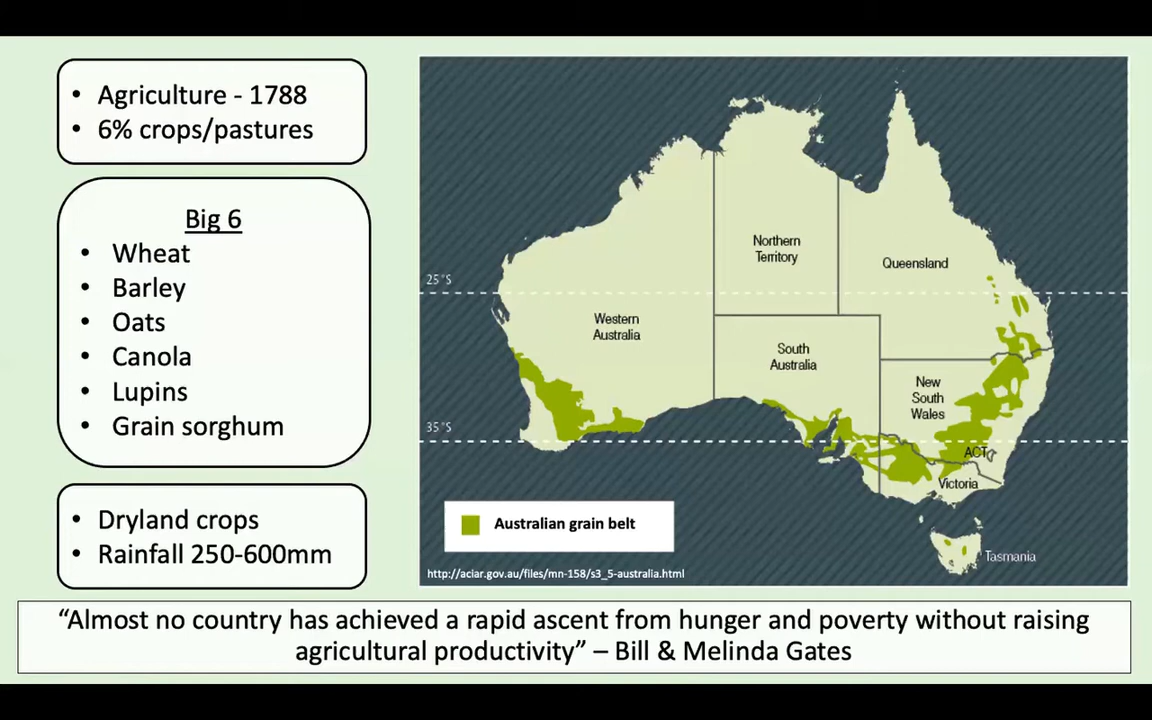 • Agriculture - 1788
• 6% crops/pastures
Big 6
• Wheat
• Barley
• Oats
• Canola
• Lupins
• Grain sorghum
• Dryland crops
• Rainfall 250-600mm
25°S
35°S
Northern
Territory
Queensland
Western
Australia
South
Australia
New
South
Wales
ACT
Victoria
Tasmania
Australian grain belt
http://aciar.gov.au/files/mn-158/s3_5-australia.html
“Almost no country has achieved a rapid ascent from hunger and poverty without raising
agricultural productivity” – Bill & Melinda Gates